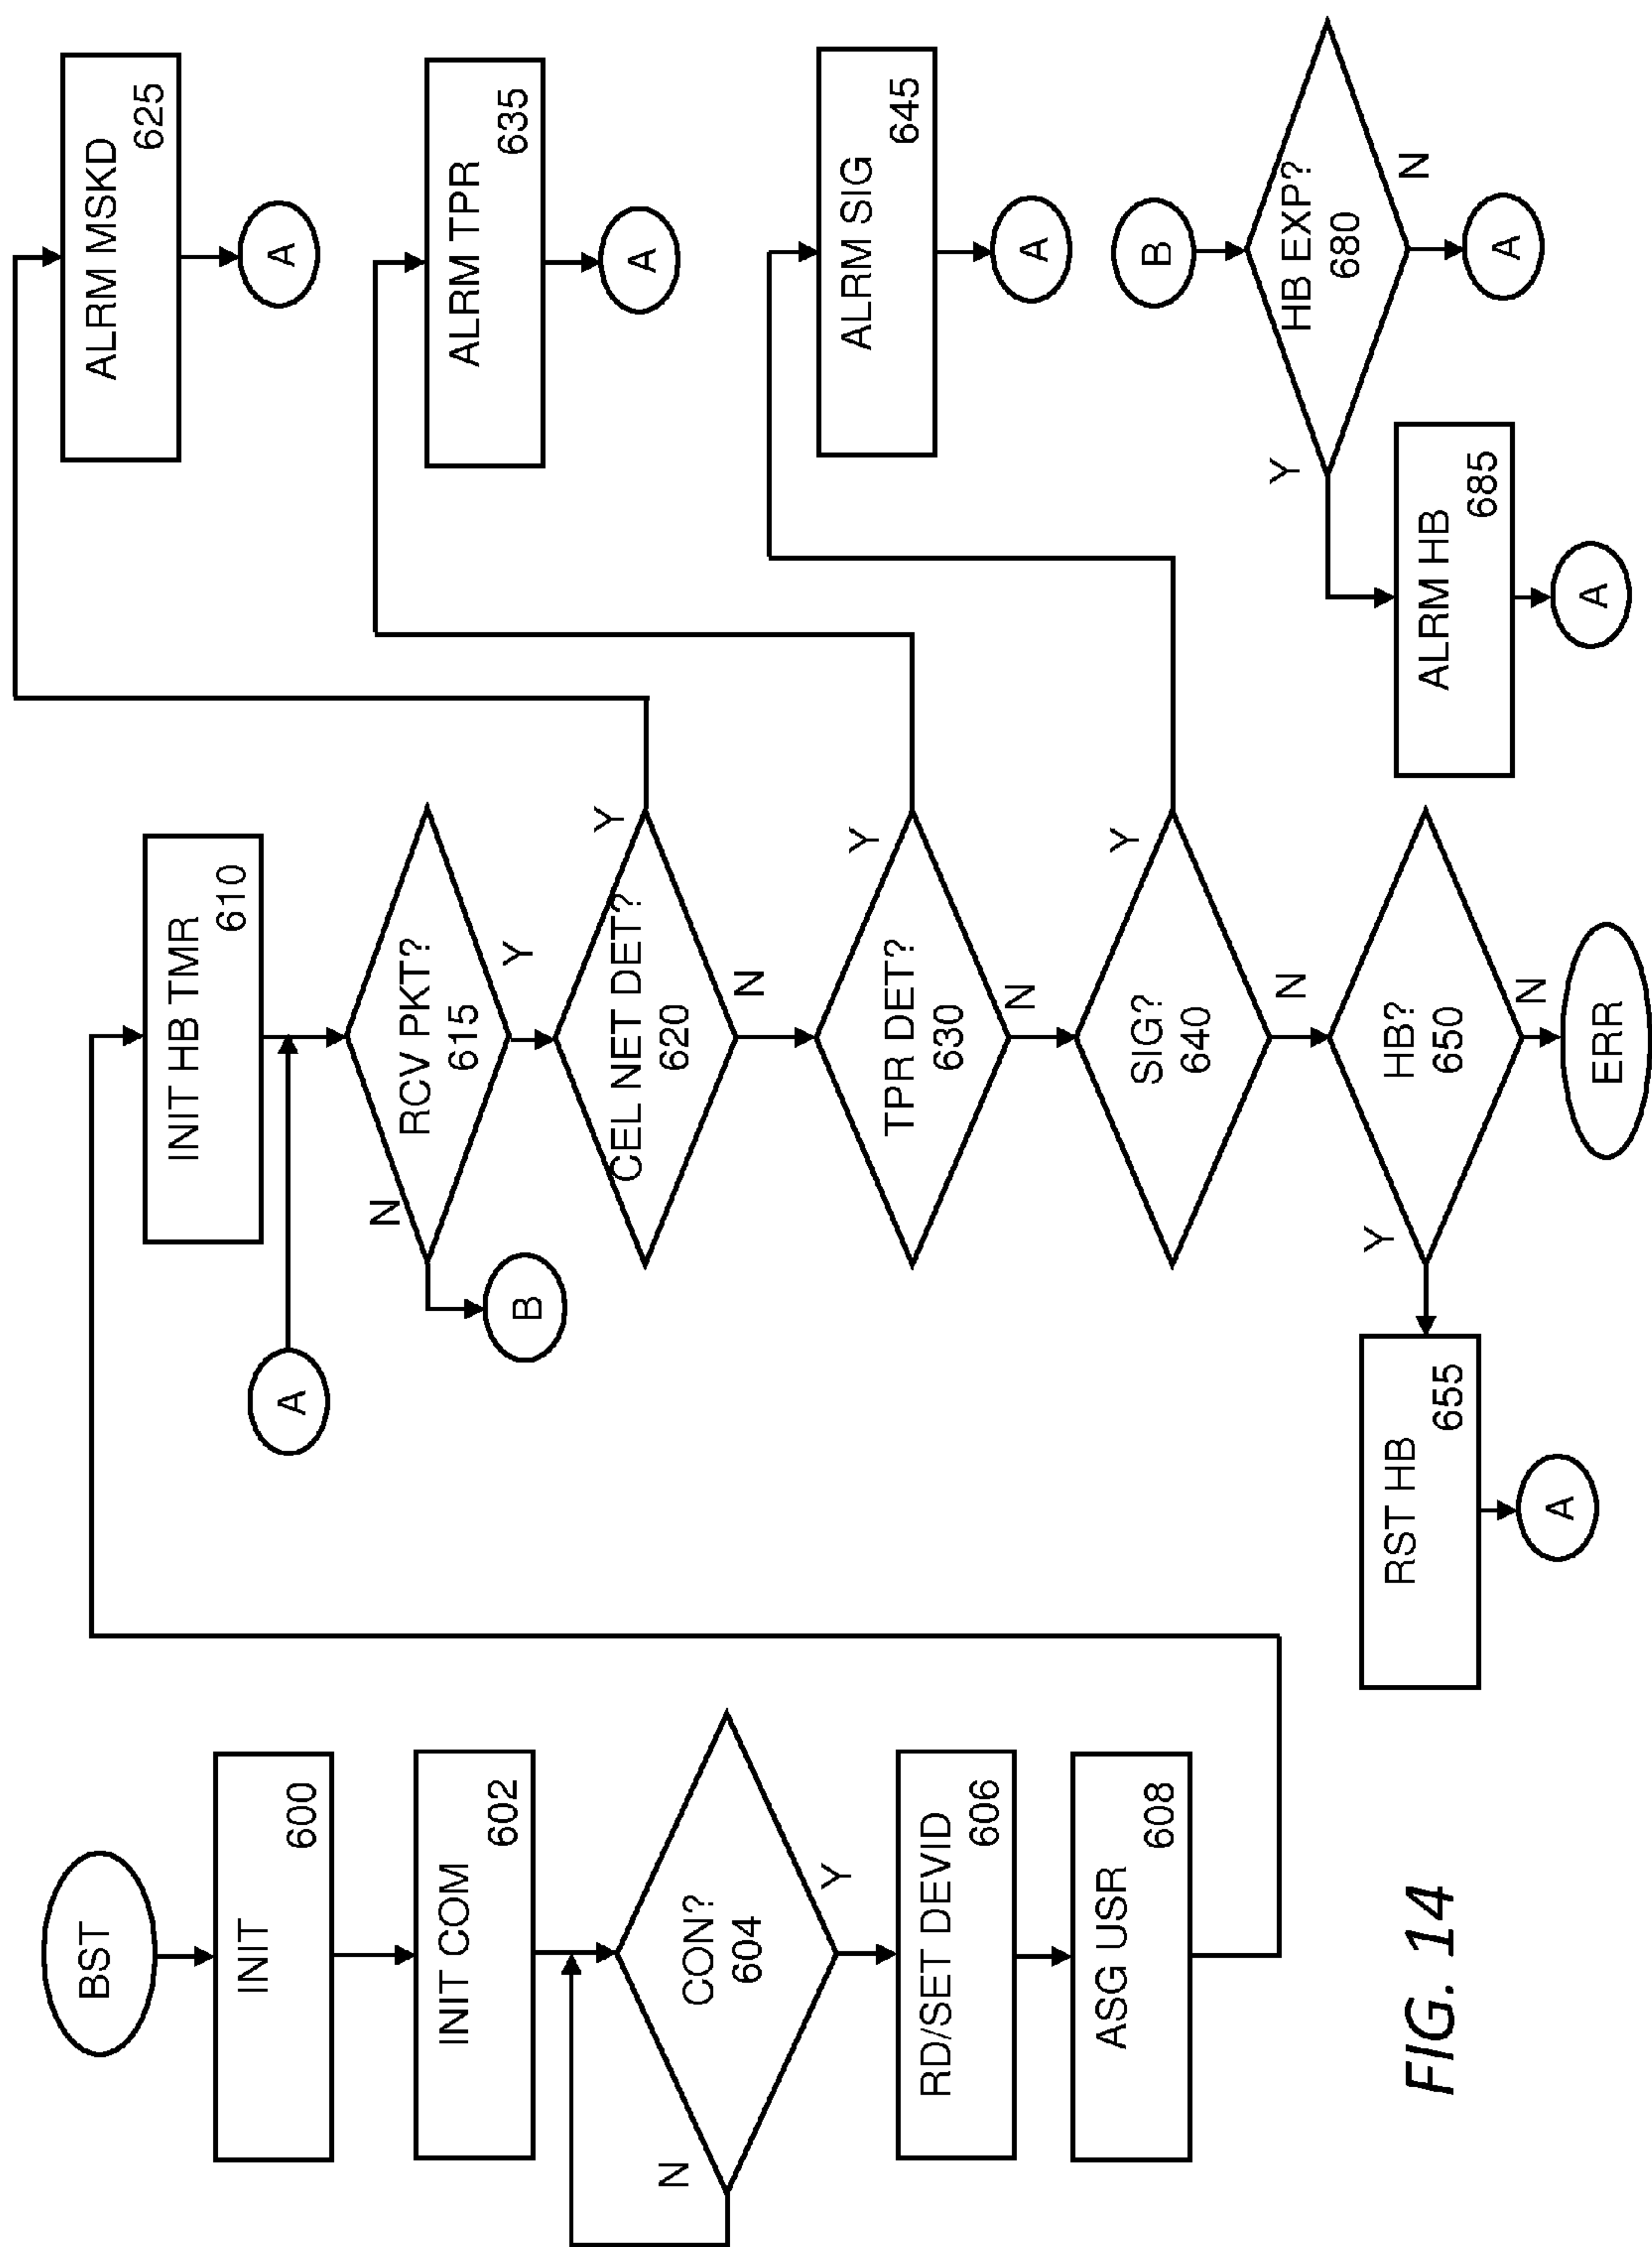 BST
INIT
600
INIT COM
602
CON?
604
N
Y
RD/SET DEVID
606
ASG USR
608
INIT HB TMR
610
A
RCV PKT?
615
N
B
Y
CEL NET DET?
620
Y
N
TPR DET?
630
Y
N
SIG?
640
Y
N
HB?
650
Y
N
RST HB
655
A
ERR
ALRM MSKD
625
A
ALRM TPR
635
A
ALRM SIG
645
A
B
HB EXP?
680
Y
N
A
ALRM HB
685
A
FIG. 14